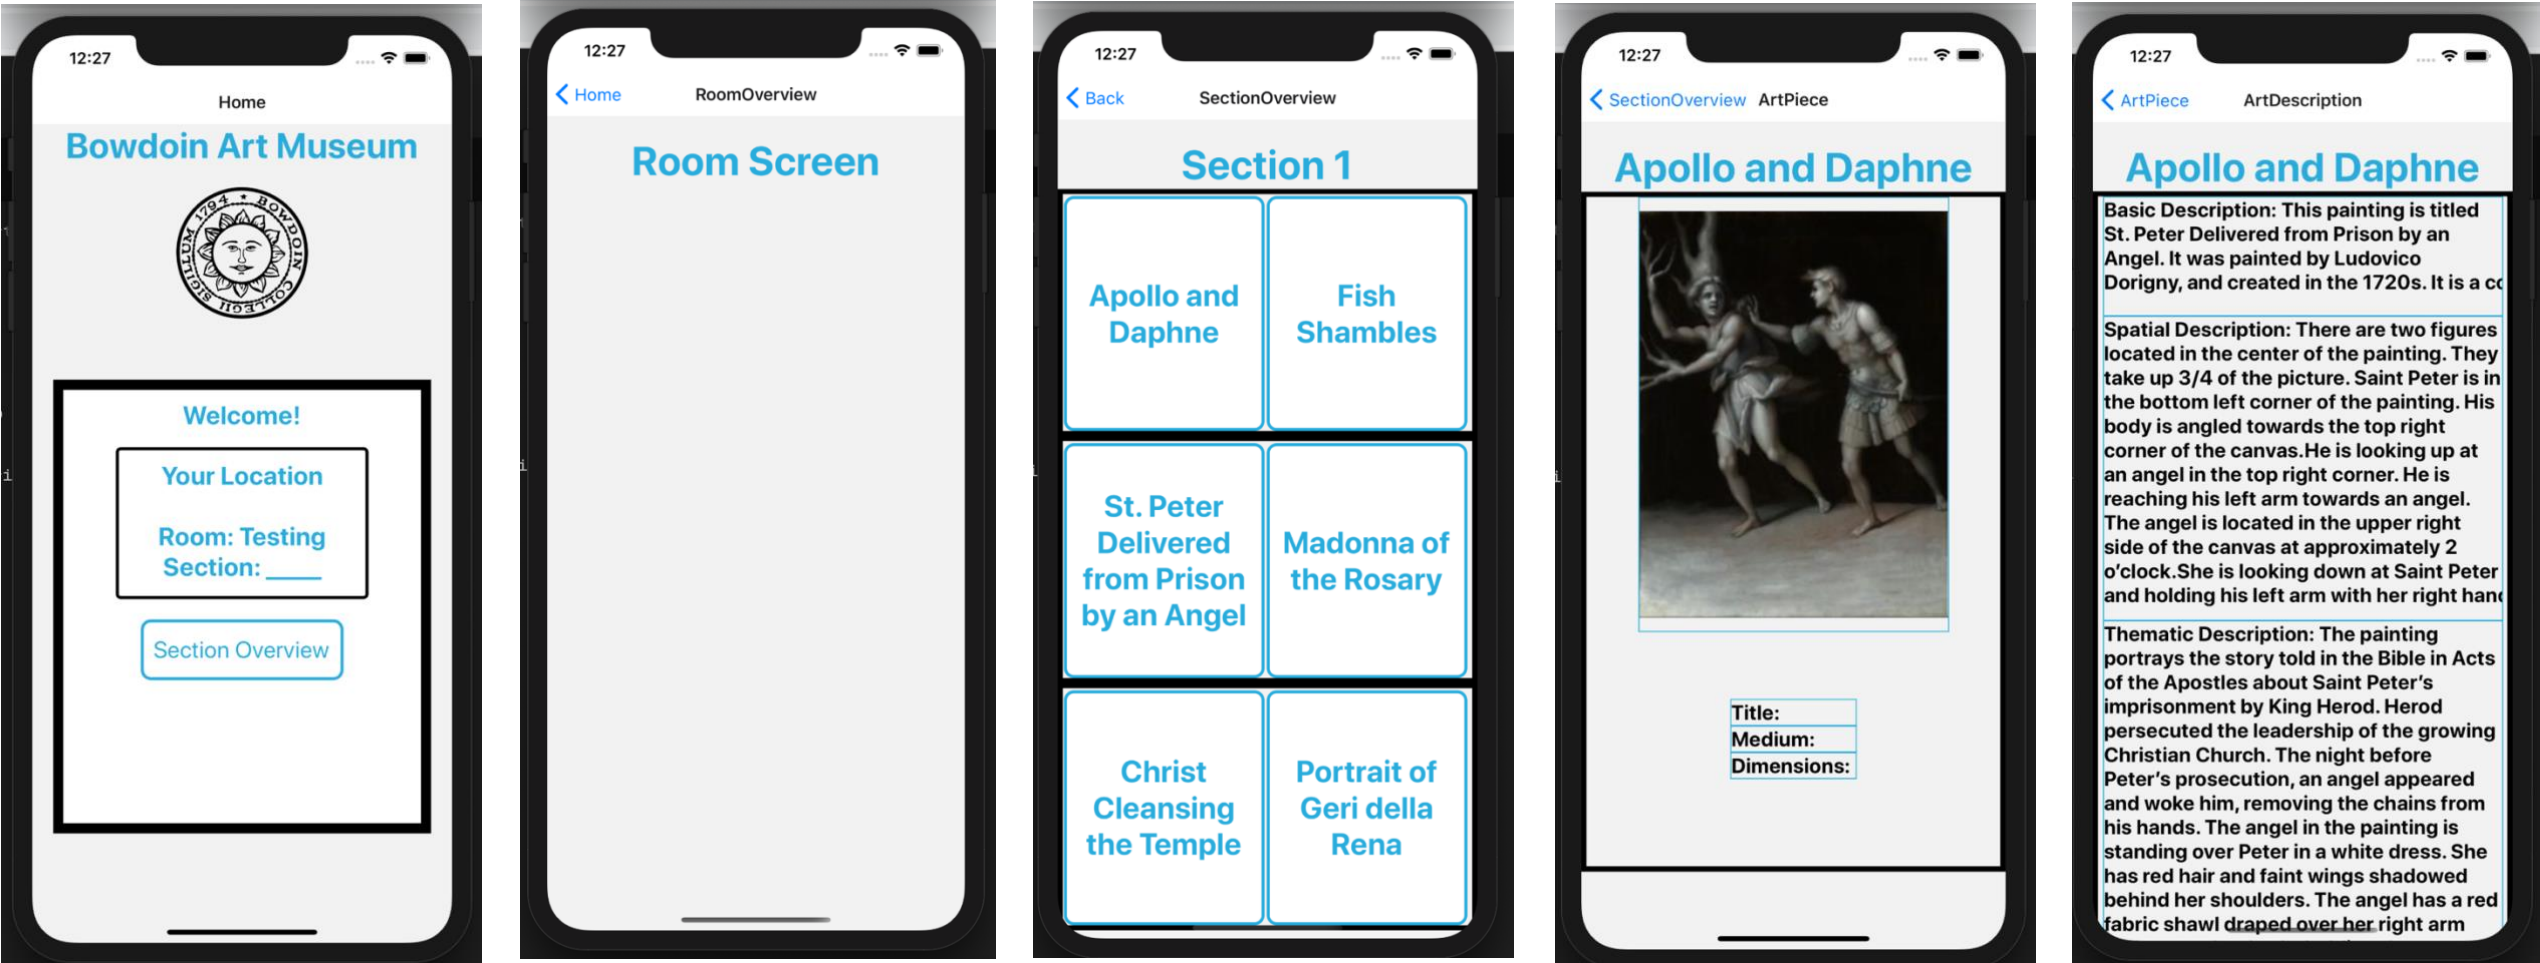 12:27
Home
Bowdoin Art Museum
SIGILLUM 1794 * BOWDOIN COLLEGII
Welcome!
Your Location
Room: Testing
Section: ____
Section Overview
12:27
Home
RoomOverview
Room Screen
12:27
Back
SectionOverview
Section 1
Apollo and
Daphne
Fish
Shambles
St. Peter
Delivered
from Prison
by an Angel
Madonna of
the Rosary
Christ
Cleansing
the Temple
Portrait of
Geri della
Rena
12:27
SectionOverview
ArtPiece
Apollo and Daphne
Title:
Medium:
Dimensions:
12:27
ArtPiece
ArtDescription
Apollo and Daphne
Basic Description: This painting is titled
St. Peter Delivered from Prison by an
Angel. It was painted by Ludovico
Dorigny, and created in the 1720s. It is a
Spatial Description: There are two figures
located in the center of the painting. They
take up 3/4 of the picture. Saint Peter is in
the bottom left corner of the painting. His
body is angled towards the top right
corner of the canvas.He is looking up at
an angel in the top right corner. He is
reaching his left arm towards an angel.
The angel is located in the upper right
side of the canvas at approximately 2
o’clock.She is looking down at Saint Peter
and holding his left arm with her right
Thematic Description: The painting
portrays the story told in the Bible in Acts
of the Apostles about Saint Peter’s
imprisonment by King Herod. Herod
persecuted the leadership of the growing
Christian Church. The night before
Peter’s prosecution, an angel appeared
and woke him, removing the chains from
his hands. The angel in the painting is
standing over Peter in a white dress. She
has red hair and faint wings shadowed
behind her shoulders. The angel has a red
fabric shawl draped over her right arm